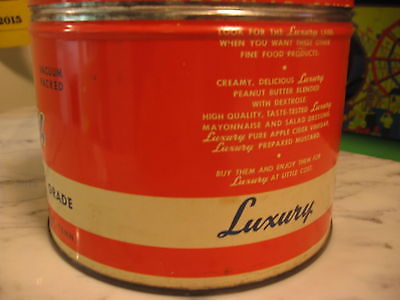 2015
VACUUM
PACKED
GRADE
TENN
LOOK FOR THE Luxury LABEL
WHEN YOU WANT THESE OTHER
FINE FOOD PRODUCTS.
CREAMY, DELICIOUS Luxury
PEANUT BUTTER BLENDED
WITH DEXTROSE.
HIGH QUALITY, TASTE-TESTED Luxury
MAYONNAISE AND SALAD DRESSING.
Luxury PURE APPLE CIDER VINEGAR.
Luxury PREPARED MUSTARD.
BUY THEM AND ENJOY THEM FOR
Luxury AT LITTLE COST.
Luxury